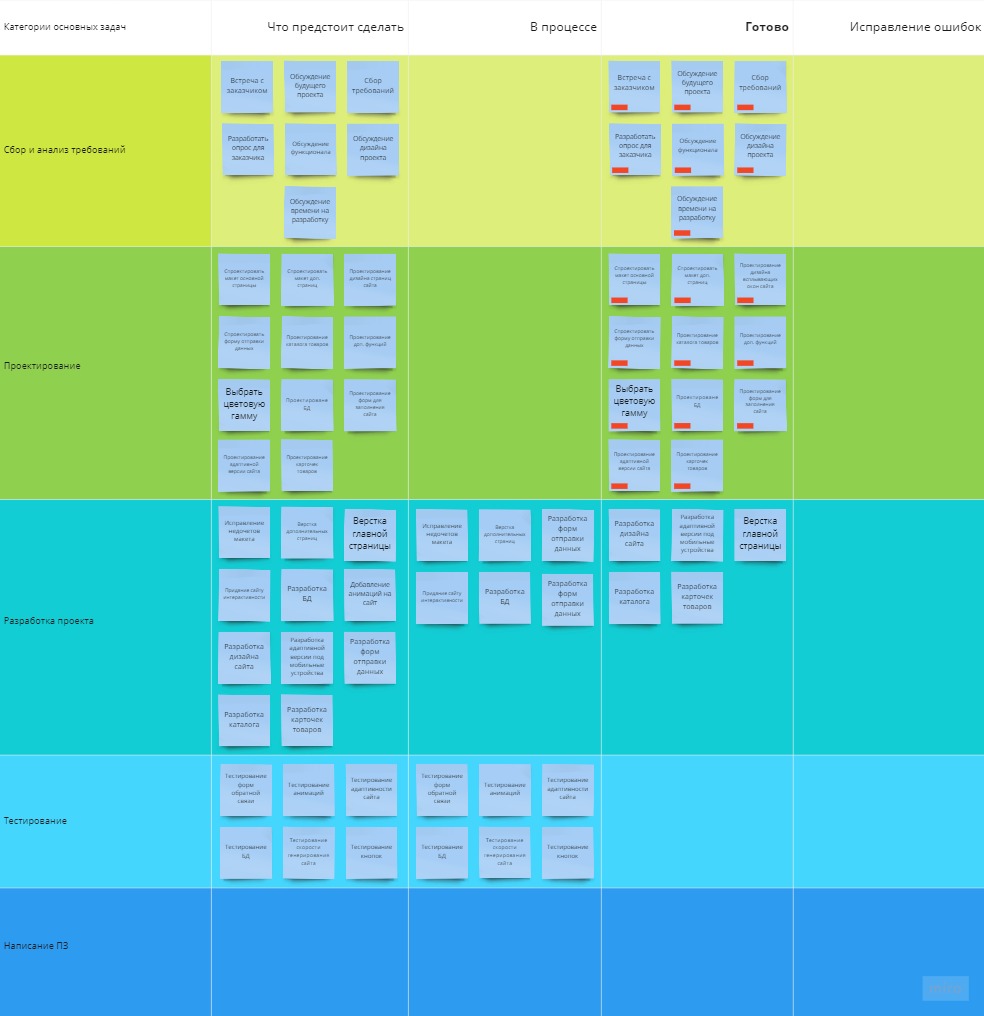 Категории основных задач
Что предстоит сделать
В процессе
Готово
Исправление ошибок
Сбор и анализ требований
Встреча с
заказчиком
Обсуждение
будущего
проекта
Сбор
требований
Разработать
опрос для
заказчика
Обсуждение
функционала
Обсуждение
дизайна
проекта
Обсуждение
времени на
разработку
Встреча с
заказчиком
Обсуждение
будущего
проекта
Сбор
требований
Разработать
опрос для
заказчика
Обсуждение
функционала
Обсуждение
дизайна
проекта
Обсуждение
времени на
разработку
Проектирование
Спроектировать
макет основной
страницы
Спроектировать
макет доп.
страниц
Проектирование
дизайна страниц
сайта
Спроектировать
форму отправки
данных
Проектирование
каталога товаров
Проектирование
доп. функций
Выбрать
цветовую
гамму
Проектирование
БД
Проектирование
форм для
заполнения
сайта
Проектирование
адаптивной
версии сайта
Проектирование
карточек
товаров
Спроектировать
макет основной
страницы
Спроектировать
макет доп.
страниц
Проектирование
дизайна
всплывающих
окон сайта
Спроектировать
форму отправки
данных
Проектирование
каталога товаров
Проектирование
доп. функций
Выбрать
цветовую
гамму
Проектирование
БД
Проектирование
форм для
заполнения
сайта
Проектирование
адаптивной
версии сайта
Проектирование
карточек
товаров
Разработка проекта
Исправление
недочетов
макета
Верстка
дополнительных
страниц
Верстка
главной
страницы
Придание сайту
интерактивности
Разработка
БД
Добавление
анимаций на
сайт
Разработка
дизайна
сайта
Разработка
адаптивной
версии под
мобильные
устройства
Разработка
форм
отправки
данных
Разработка
каталога
Разработка
карточек
товаров
Исправление
недочетов
макета
Верстка
дополнительных
страниц
Разработка
форм
отправки
данных
Придание сайту
интерактивности
Разработка
БД
Разработка
форм
отправки
данных
Разработка
дизайна
сайта
Разработка
адаптивной
версии под
мобильные
устройства
Верстка
главной
страницы
Разработка
каталога
Разработка
карточек
товаров
Тестирование
Тестирование
форм
обратной
связи
Тестирование
анимаций
Тестирование
адаптивности
сайта
Тестирование
БД
Тестирование
скорости
генерирования
сайта
Тестирование
кнопок
Тестирование
форм
обратной
связи
Тестирование
анимаций
Тестирование
адаптивности
сайта
Тестирование
БД
Тестирование
скорости
генерирования
сайта
Тестирование
кнопок
Написание ПЗ